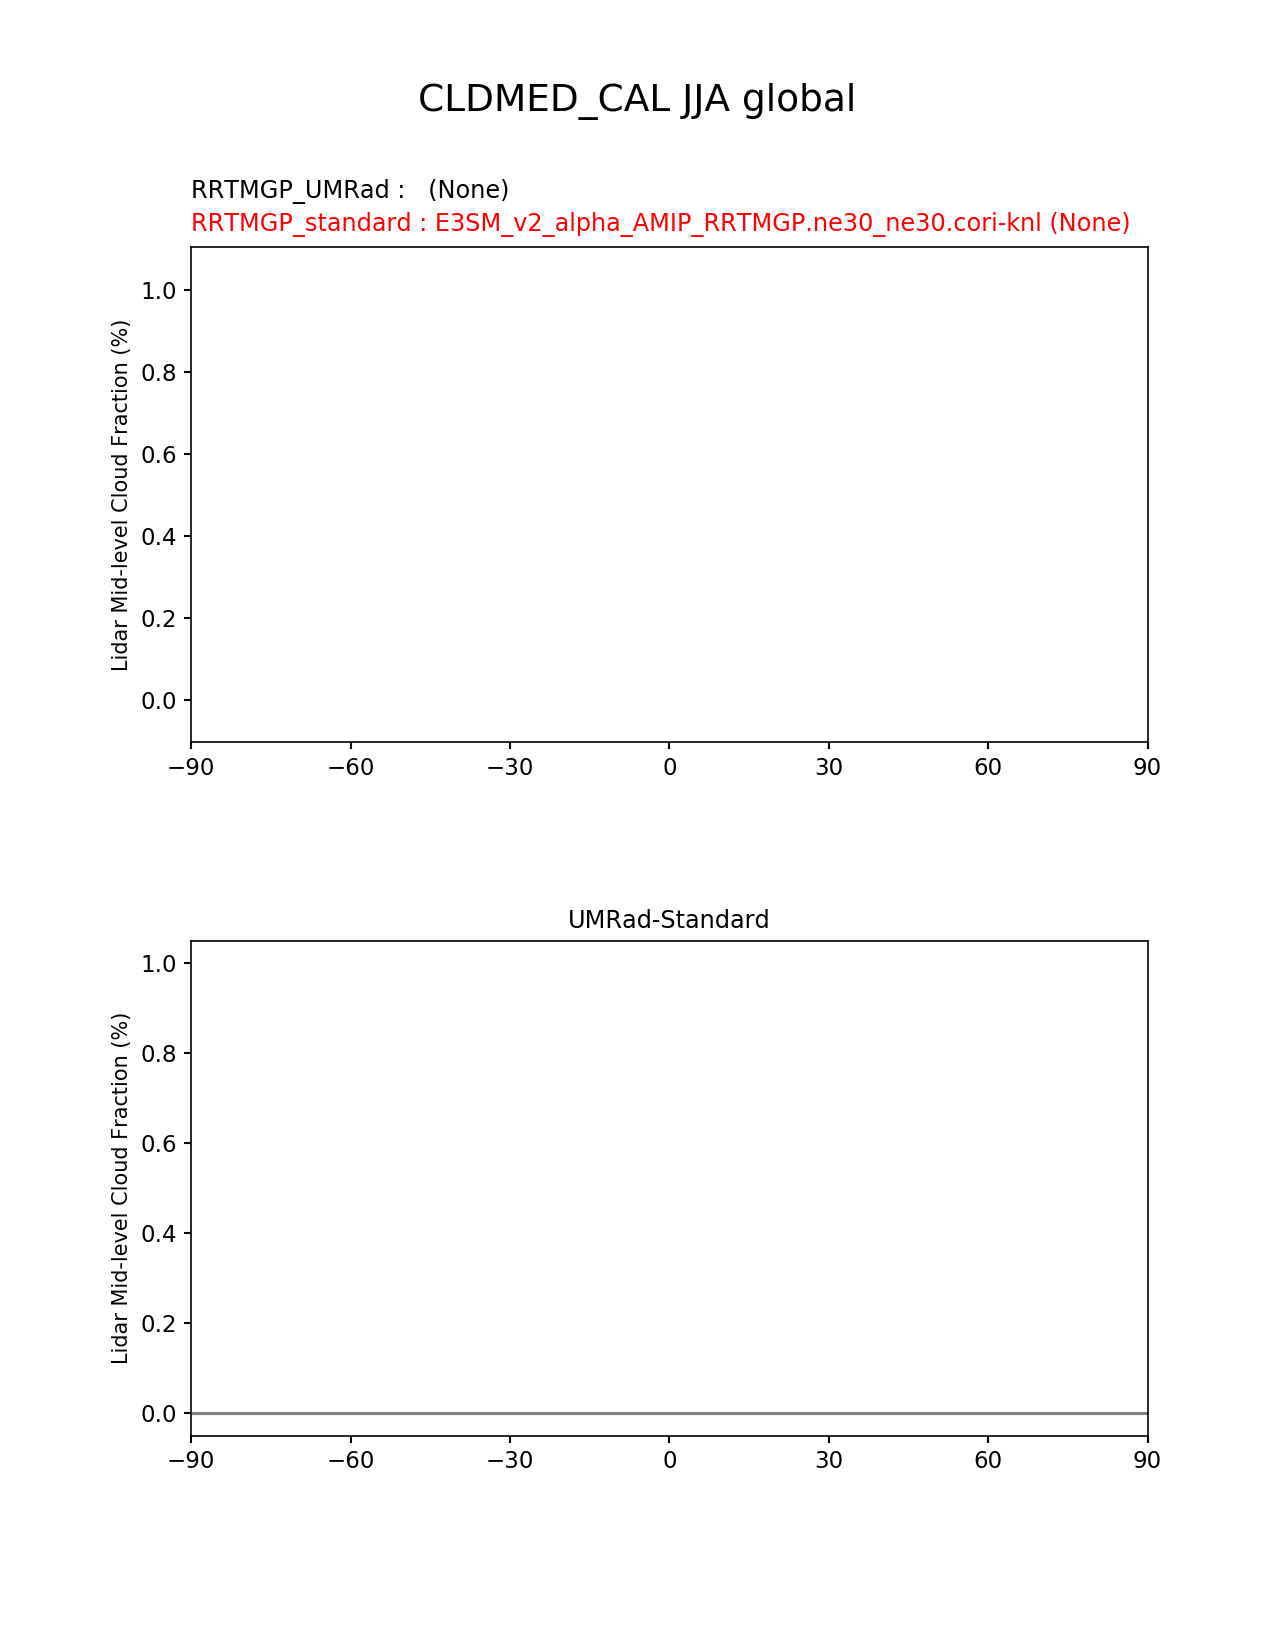 CLDMED_CAL JJA global
RRTMGP_UMRad :   (None)
RRTMGP_standard : E3SM_v2_alpha_AMIP_RRTMGP.ne30_ne30.cori-knl (None)
Lidar Mid-level Cloud Fraction (%)
1.0
0.8
0.6
0.4
0.2
0.0
−90 −60 −30 0 30 60 90
UMRad-Standard
Lidar Mid-level Cloud Fraction (%)
1.0
0.8
0.6
0.4
0.2
0.0
−90 −60 −30 0 30 60 90